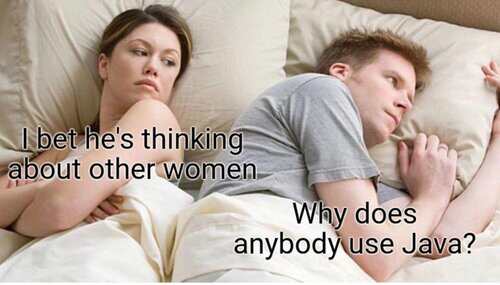 I bet he's thinking
about other women
Why does
anybody use Java?